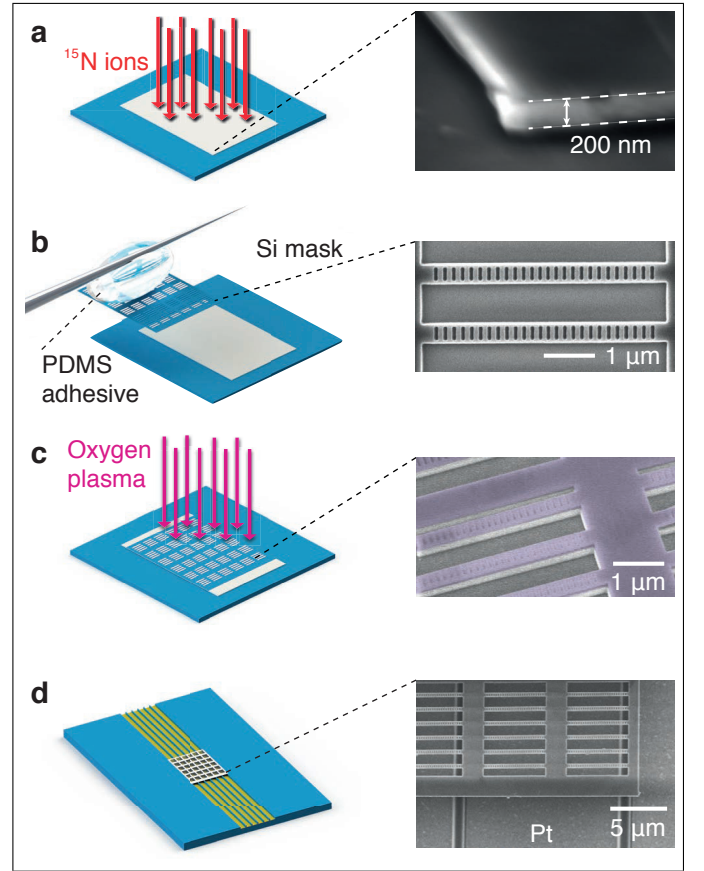 a
¹⁵N ions
200 nm
b
Si mask
PDMS
adhesive
1 μm
c
Oxygen
plasma
1 μm
d
Pt
5 μm